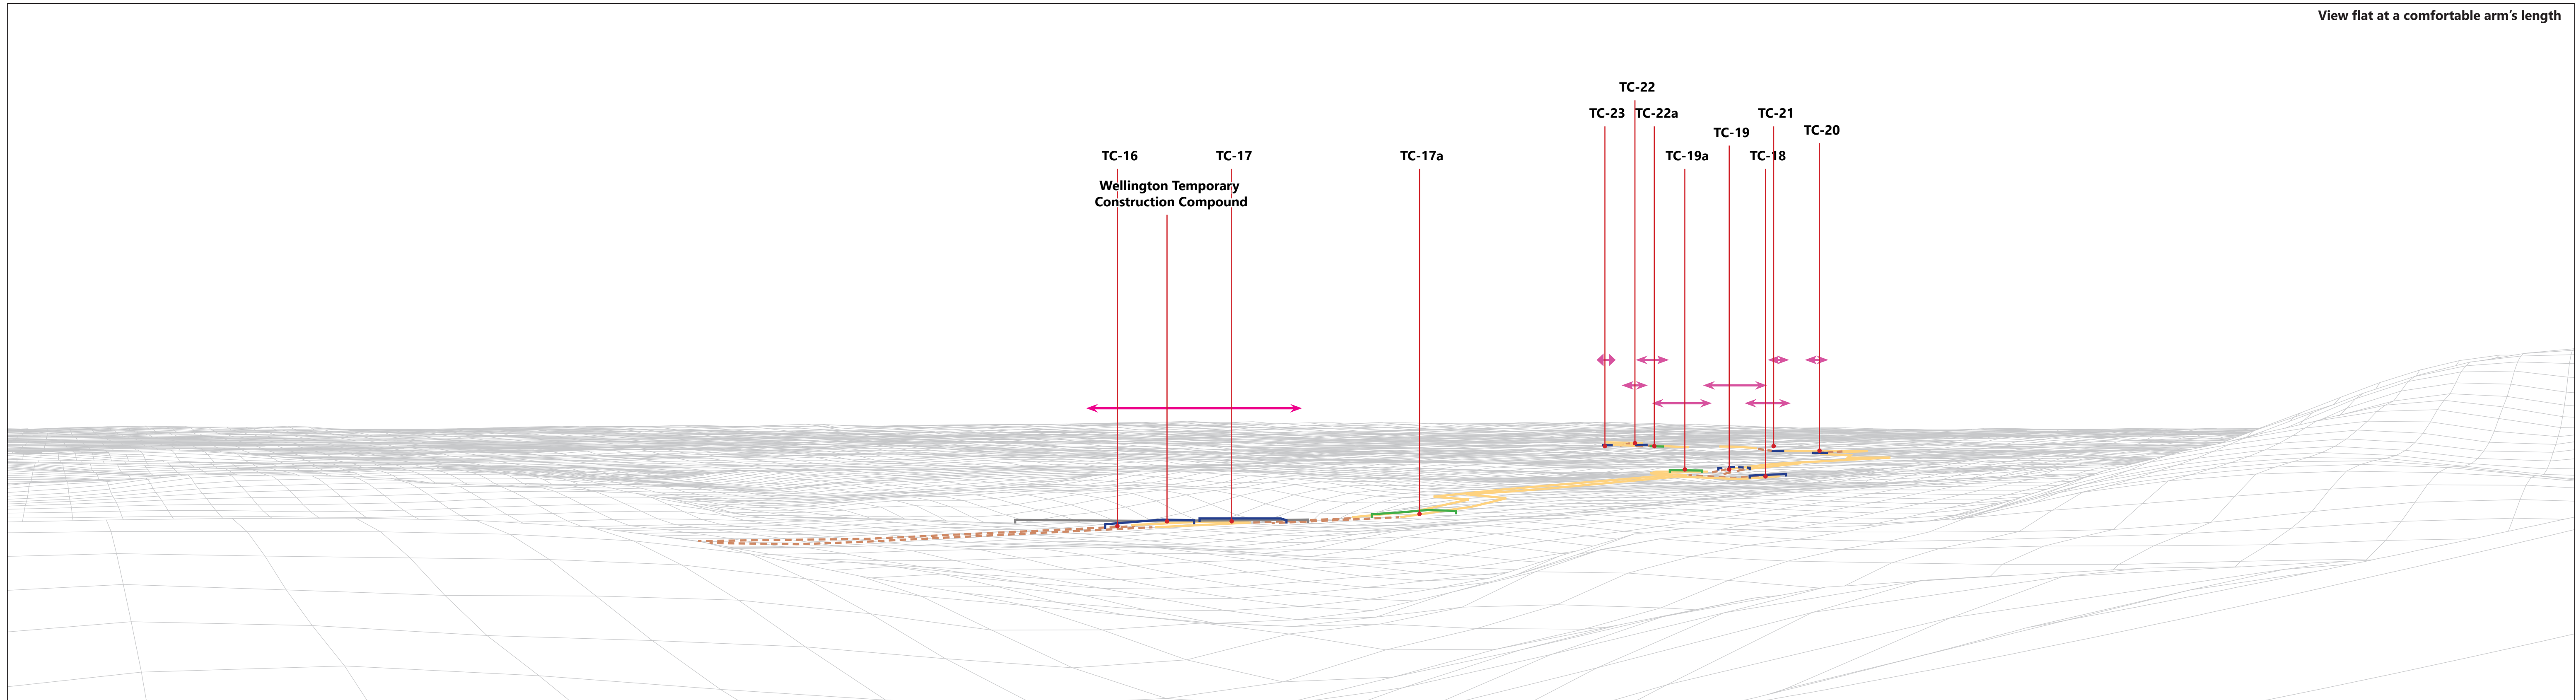 View flat at a comfortable arm’s length
TC-22
TC-23
TC-22a
TC-21
TC-20
TC-19
TC-16
TC-17
TC-17a
TC-19a
TC-18
Wellington Temporary
Construction Compound